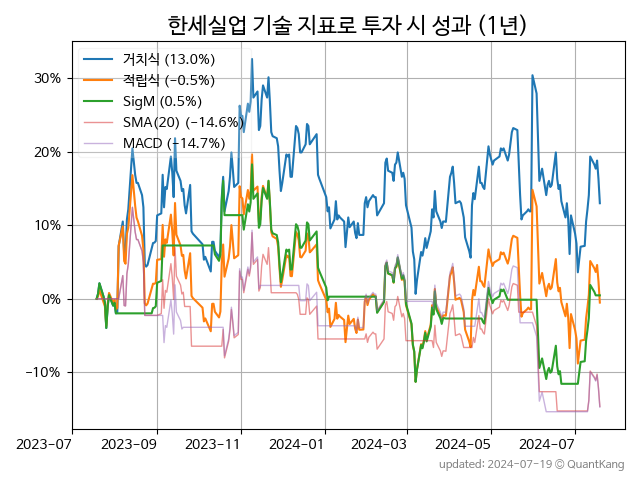 한세실업 기술 지표로 투자 시 성과 (1년)
거치식 (13.0%)
적립식 (−0.5%)
SigM (0.5%)
SMA(20) (−14.6%)
MACD (−14.7%)
30%
20%
10%
0%
−10%
2023-07
2023-09
2023-11
2024-01
2024-03
2024-05
2024-07
updated: 2024-07-19 ⓒ QuantKang